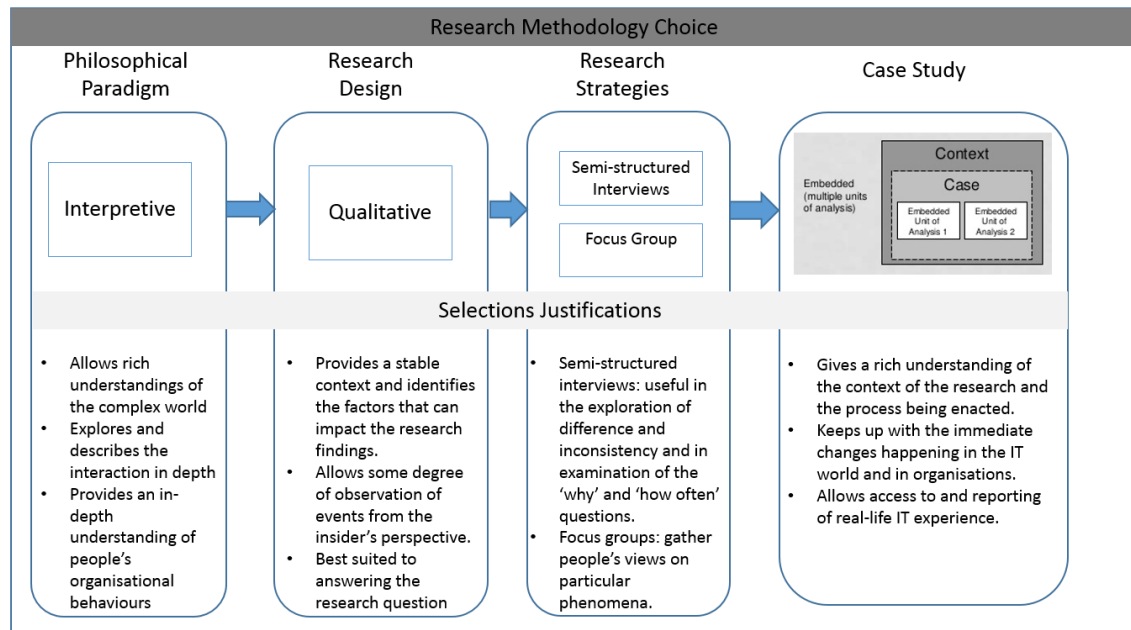 Research Methodology Choice
Philosophical
Paradigm
Research
Design
Research
Strategies
Case Study
Interpretive
Qualitative
Semi-structured
Interviews
Focus Group
Embedded
(multiple units
of analysis)
Context
Case
Embedded
Unit of
Analysis 1
Embedded
Unit of
Analysis 2
Selections Justifications
• Allows rich
understandings of
the complex world
• Explores and
describes the
interaction in depth
• Provides an in-
depth
understanding of
people's
organisational
behaviours
• Provides a stable
context and identifies
the factors that can
impact the research
findings.
• Allows some degree
of observation of
events from the
insider's perspective.
• Best suited to
answering the
research question
• Semi-structured
interviews: useful in
the exploration of
difference and
inconsistency and in
examination of the
‘why’ and ‘how often’
questions.
• Focus groups: gather
people's views on
particular
phenomena.
• Gives a rich understanding of
the context of the research and
the process being enacted.
• Keeps up with the immediate
changes happening in the IT
world and in organisations.
• Allows access to and reporting
of real-life IT experience.